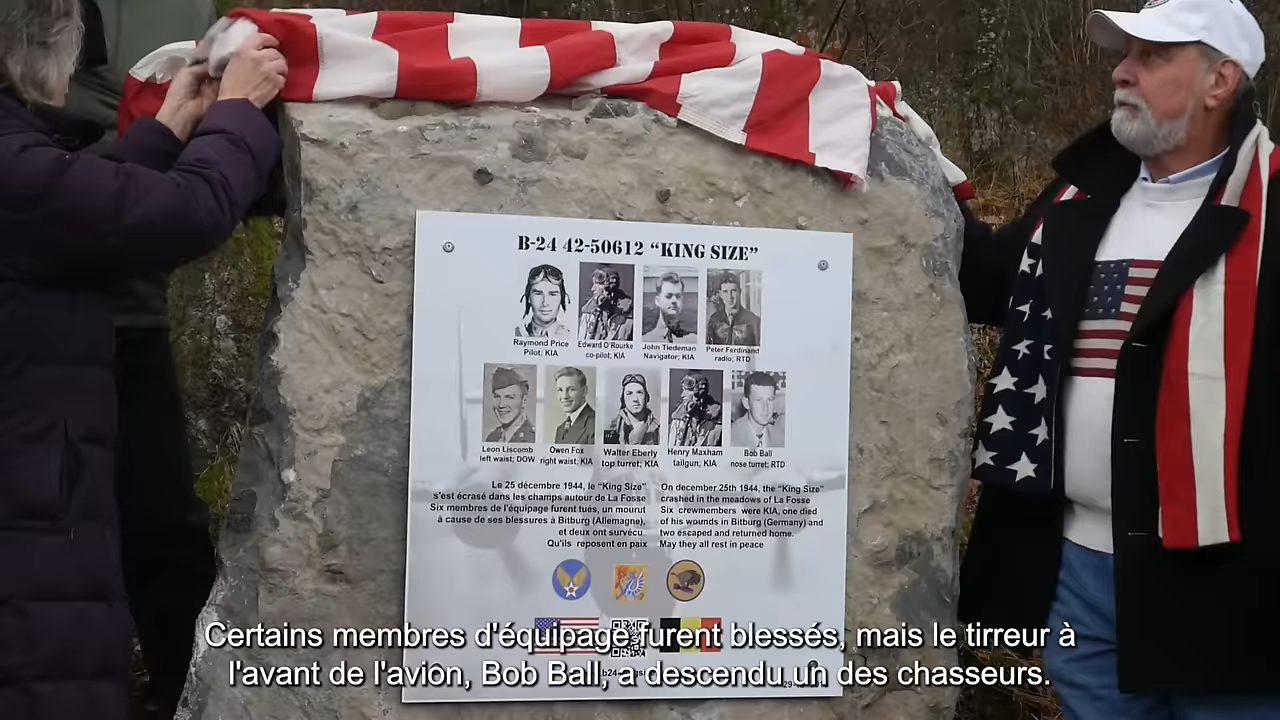 B-24 42-50612 “KING SIZE”
Raymond Price
Pilot; KIA
Edward O'Rourke
co-pilot; KIA
John Tiedeman
Navigator; KIA
Peter Ferdinand
radio; RTD
Leon Liscomb
left waist; DOW
Owen Fox
right waist; KIA
Walter Eberly
top turret; KIA
Henry Maxham
tailgun, KIA
Bob Ball
nose turret; RTD
Le 25 décembre 1944, le “King Size”
s'est écrasé dans les champs autour de La Fosse
Six membres de l'équipage furent tués, un mourut
à cause de ses blessures à Bitburg (Allemagne),
et deux ont survécu.
Qu'ils reposent en paix
On december 25th 1944, the “King Size”
crashed in the meadows of La Fosse
Six crewmembers were KIA, one died
of his wounds in Bitburg (Germany) and
two escaped and returned home.
May they all rest in peace
Certains membres d'équipage furent blessés, mais le tirreur à
l'avant de l'avion, Bob Ball, a descendu un des chasseurs.